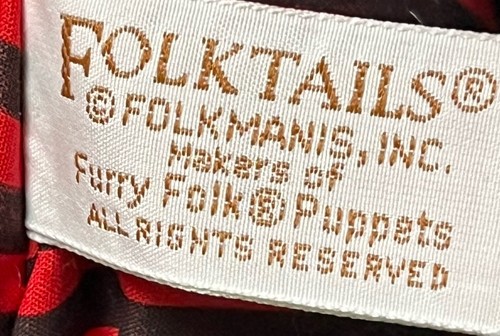 FOLKTAILS®
© FOLKMANIS, INC.
Makers of
Furry Folk® Puppets
ALL RIGHTS RESERVED